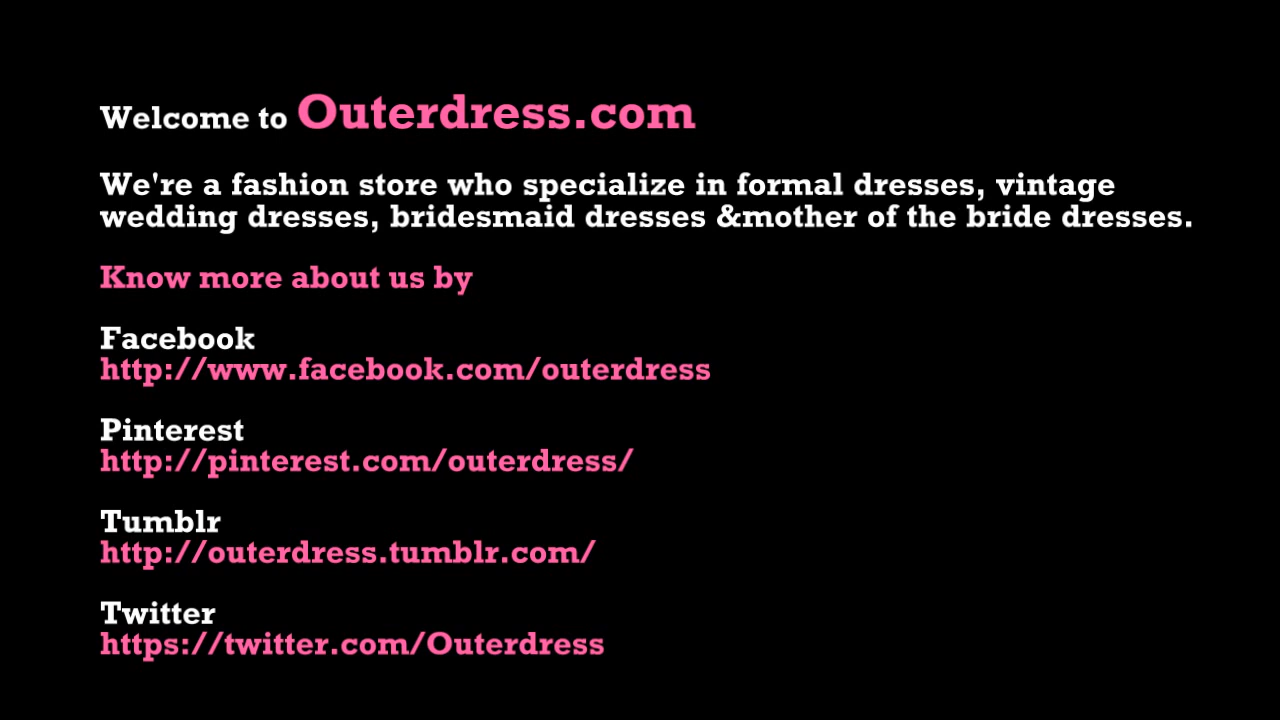 Welcome to Outerdress.com
We're a fashion store who specialize in formal dresses, vintage
wedding dresses, bridesmaid dresses &mother of the bride dresses.
Know more about us by
Facebook
http://www.facebook.com/outerdress
Pinterest
http://pinterest.com/outerdress/
Tumblr
http://outerdress.tumblr.com/
Twitter
https://twitter.com/Outerdress